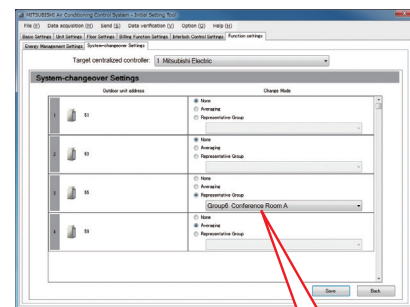 MITSUBISHI Air Conditioning Control System - Initial Setting Tool
File (F) Data acquisition (H) Send (S) Data verification (V) Option (O) Help (H)
Basic Settings Unit Settings Floor Settings Billing Function Settings Interlock Control Settings Function settings
Energy Management Settings System-changeover Settings
Target centralized controller: 1 Mitsubishi Electric
System-changeover Settings
Outdoor unit address Change Mode
None
Averaging
1 51 Representative Group
None
Averaging
2 53 Representative Group
None
Averaging
3 55 Representative Group
Group6 Conference Room A
None
Averaging
4 Representative Group
Save Back